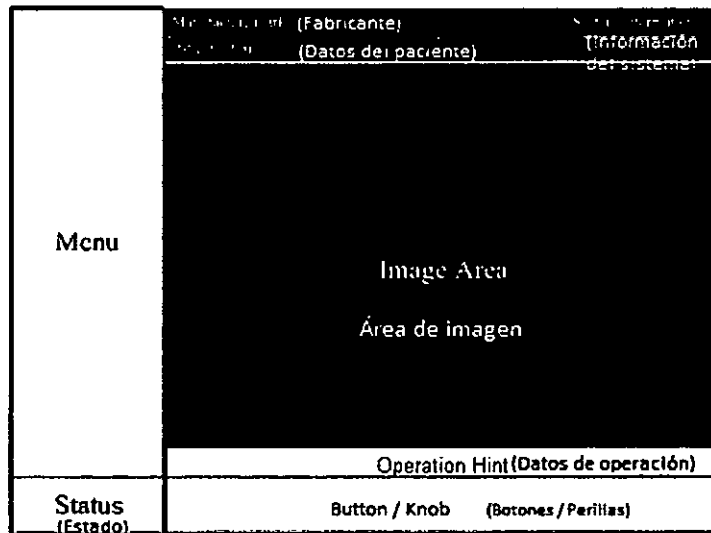 (Fabricante)
(Datos del paciente)
(Información
del sistema)
Menu
Image Area
Área de imagen
Operation Hint (Datos de operación)
Status
(Estado)
Button / Knob (Botones / Perillas)